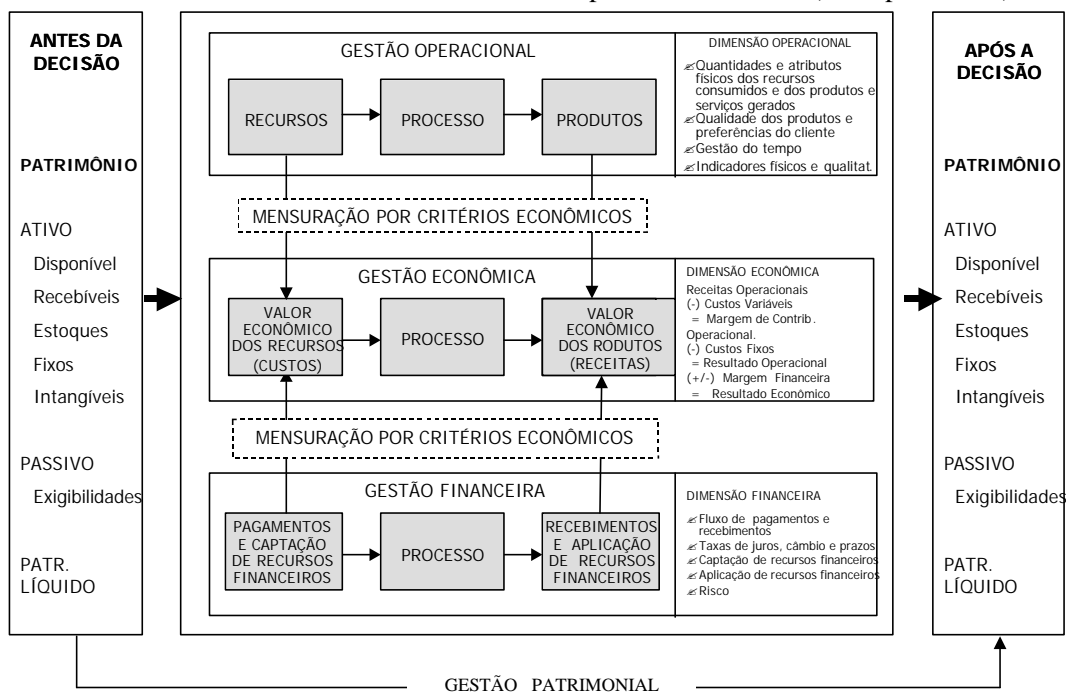 ANTES DA
DECISÃO
PATRIMÔNIO
ATIVO
Disponível
Recebíveis
Estoques
Fixos
Intangíveis
PASSIVO
Exigibilidades
PATR.
LÍQUIDO
GESTÃO OPERACIONAL
RECURSOS
PROCESSO
PRODUTOS
DIMENSÃO OPERACIONAL
Quantidades e atributos
físicos dos recursos
consumidos e dos produtos e
serviços gerados
Qualidade dos produtos e
preferências do cliente
Gestão do tempo
Indicadores físicos e qualitat.
MENSURAÇÃO POR CRITÉRIOS ECONÔMICOS
GESTÃO ECONÔMICA
VALOR
ECONÔMICO
DOS RECURSOS
(CUSTOS)
PROCESSO
VALOR
ECONÔMICO
DOS RODUTOS
(RECEITAS)
DIMENSÃO ECONÔMICA
Receitas Operacionais
(-) Custos Variáveis
= Margem de Contrib.
Operacional.
(-) Custos Fixos
= Resultado Operacional
(+/-) Margem Financeira
= Resultado Econômico
MENSURAÇÃO POR CRITÉRIOS ECONÔMICOS
GESTÃO FINANCEIRA
PAGAMENTOS
E CAPTAÇÃO
DE RECURSOS
FINANCEIROS
PROCESSO
RECEBIMENTOS
E APLICAÇÃO
DE RECURSOS
FINANCEIROS
DIMENSÃO FINANCEIRA
Fluxo de pagamentos e
recebimentos
Taxas de juros, câmbio e prazos
Captação de recursos financeiros
Aplicação de recursos financeiros
Risco
APÓS A
DECISÃO
PATRIMÔNIO
ATIVO
Disponível
Recebíveis
Estoques
Fixos
Intangíveis
PASSIVO
Exigibilidades
PATR.
LÍQUIDO
GESTÃO PATRIMONIAL